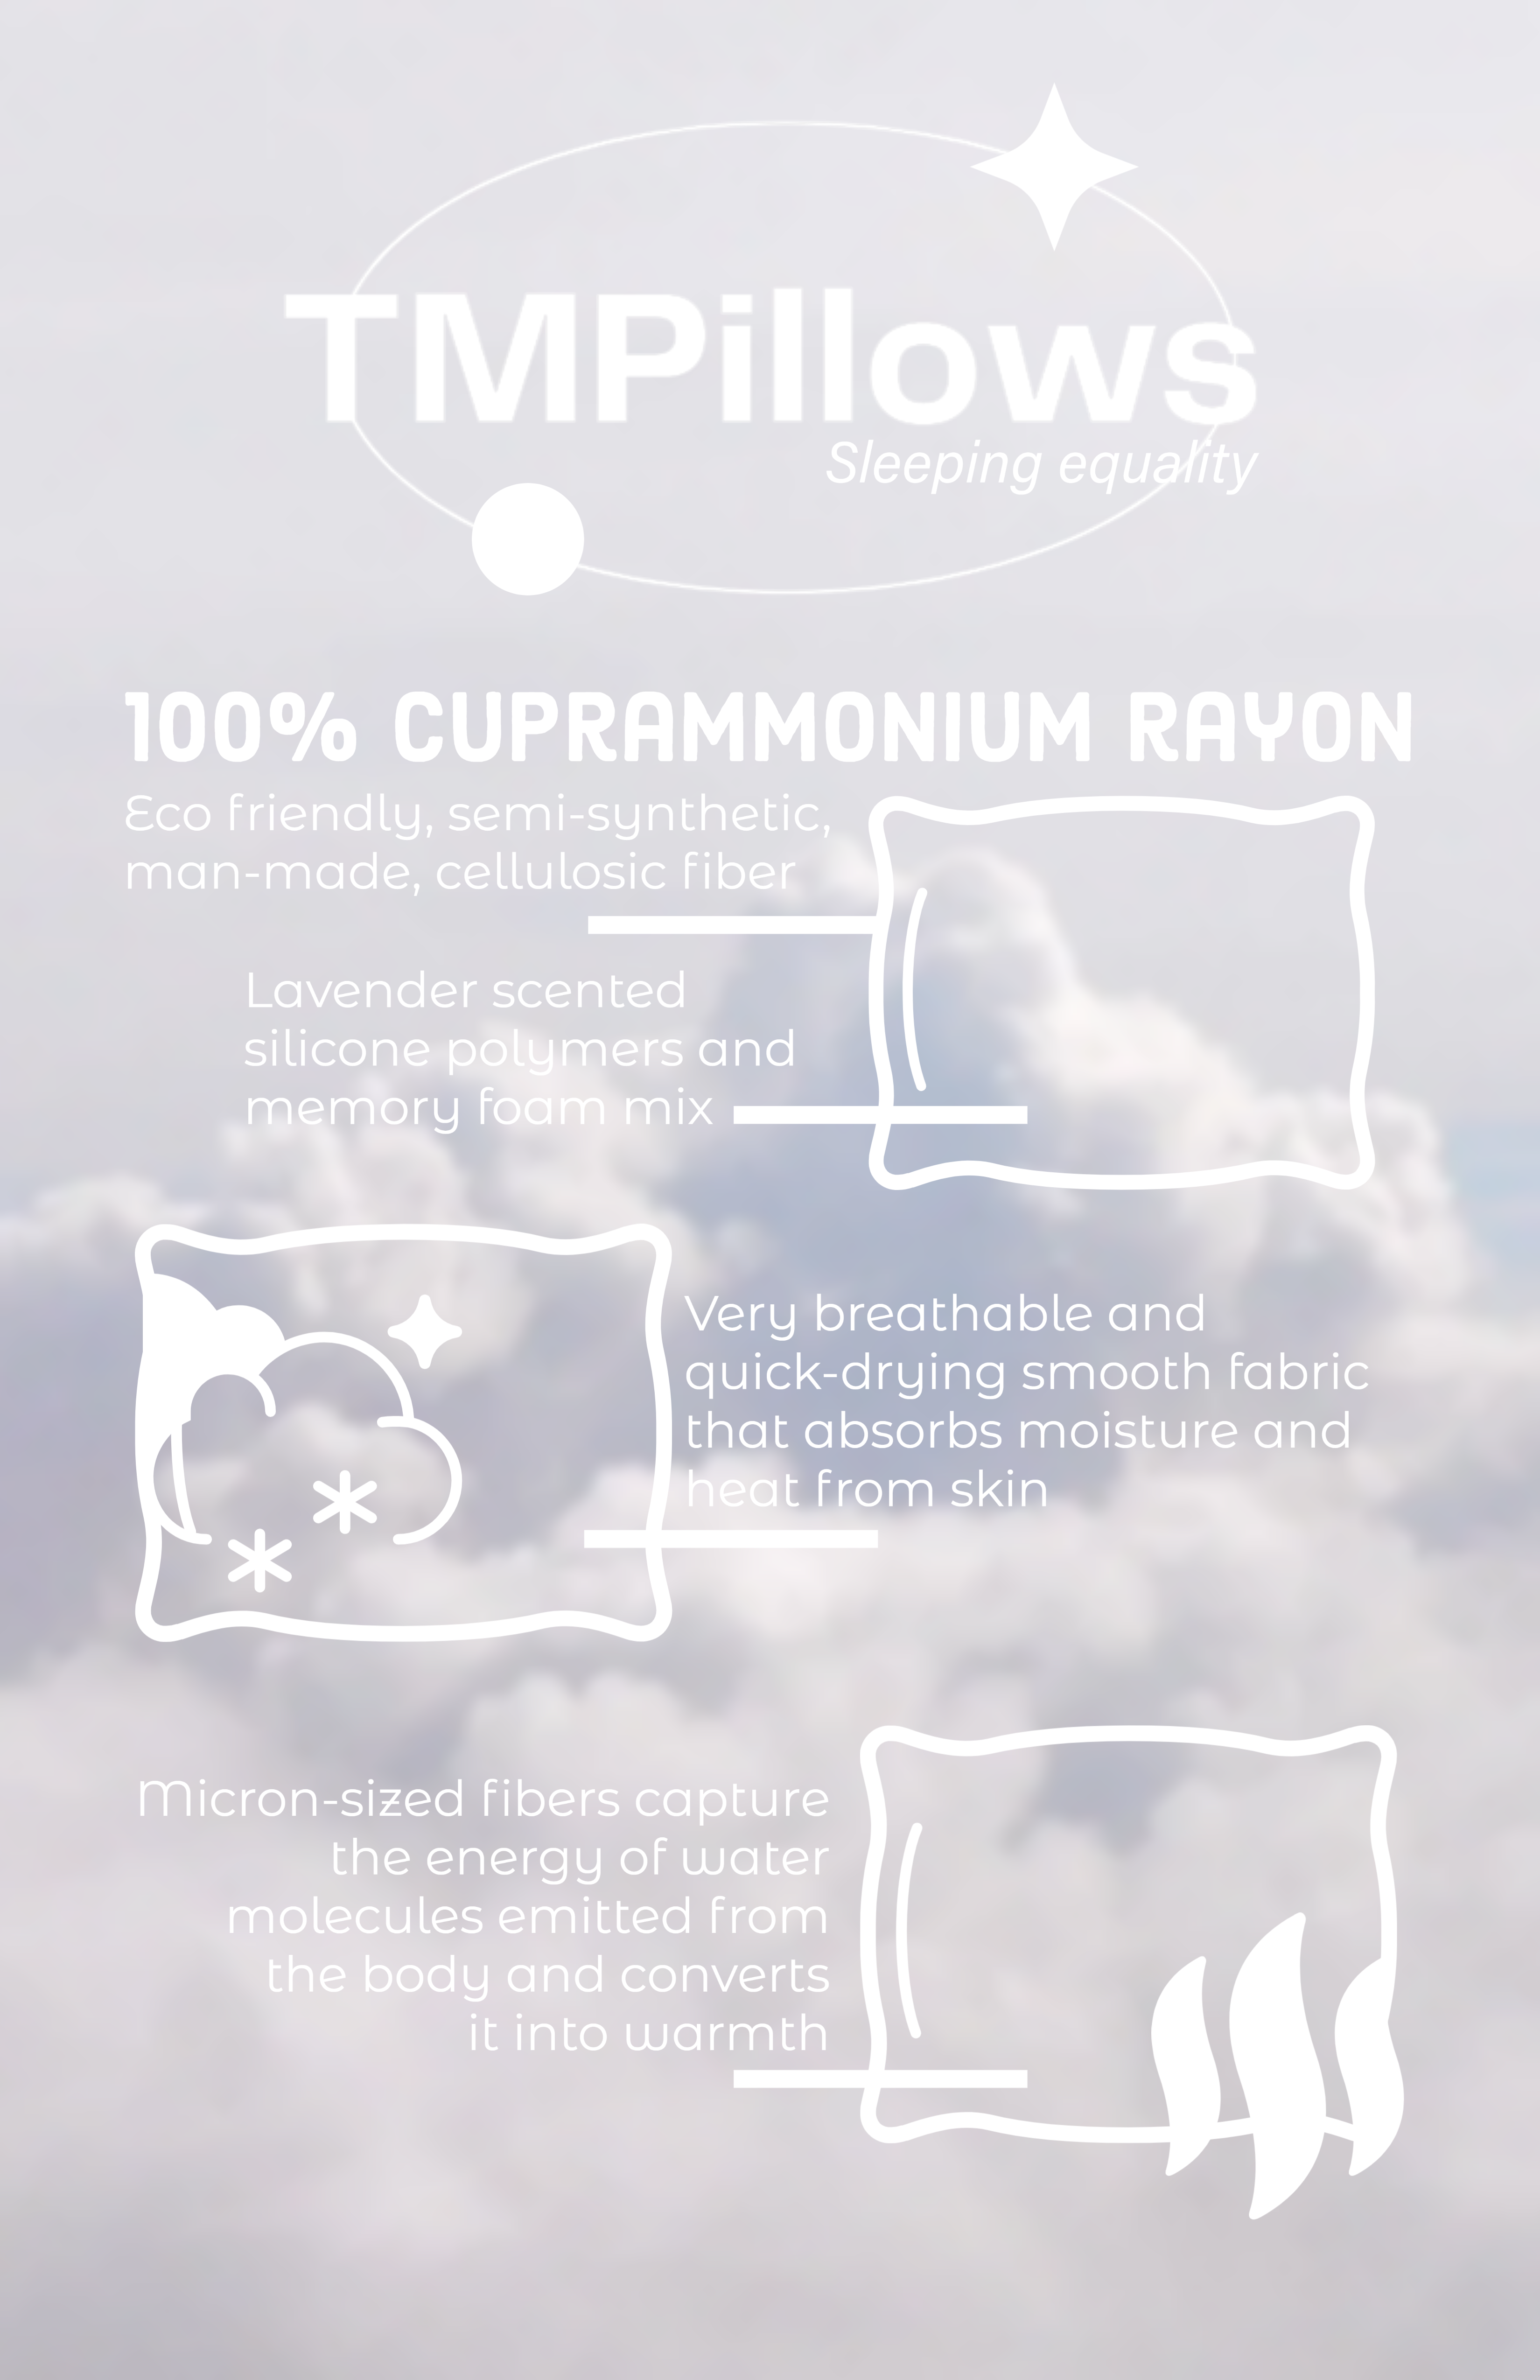 TMPillows
Sleeping equality
100% CUPRAMMONIUM RAYON
Eco friendly, semi-synthetic,
man-made, cellulosic fiber
Lavender scented
silicone polymers and
memory foam mix
Very breathable and
quick-drying smooth fabric
that absorbs moisture and
heat from skin
Micron-sized fibers capture
the energy of water
molecules emitted from
the body and converts
it into warmth